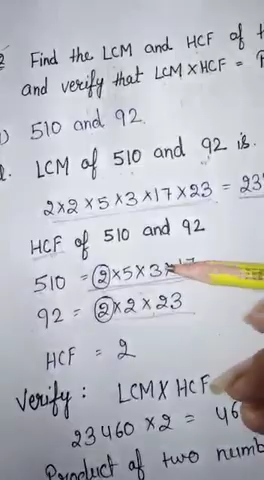 Find the LCM and HCF of
and verify that LCM×HCF =
510 and 92.
LCM of 510 and 92 is.
2×2×5×3×17×23 = 23
HCF of 510 and 92
510 = 2×5×3×17
92 = 2×2×23
HCF = 2
Verify : LCM×HCF
23460×2 = 46
Product of two numb